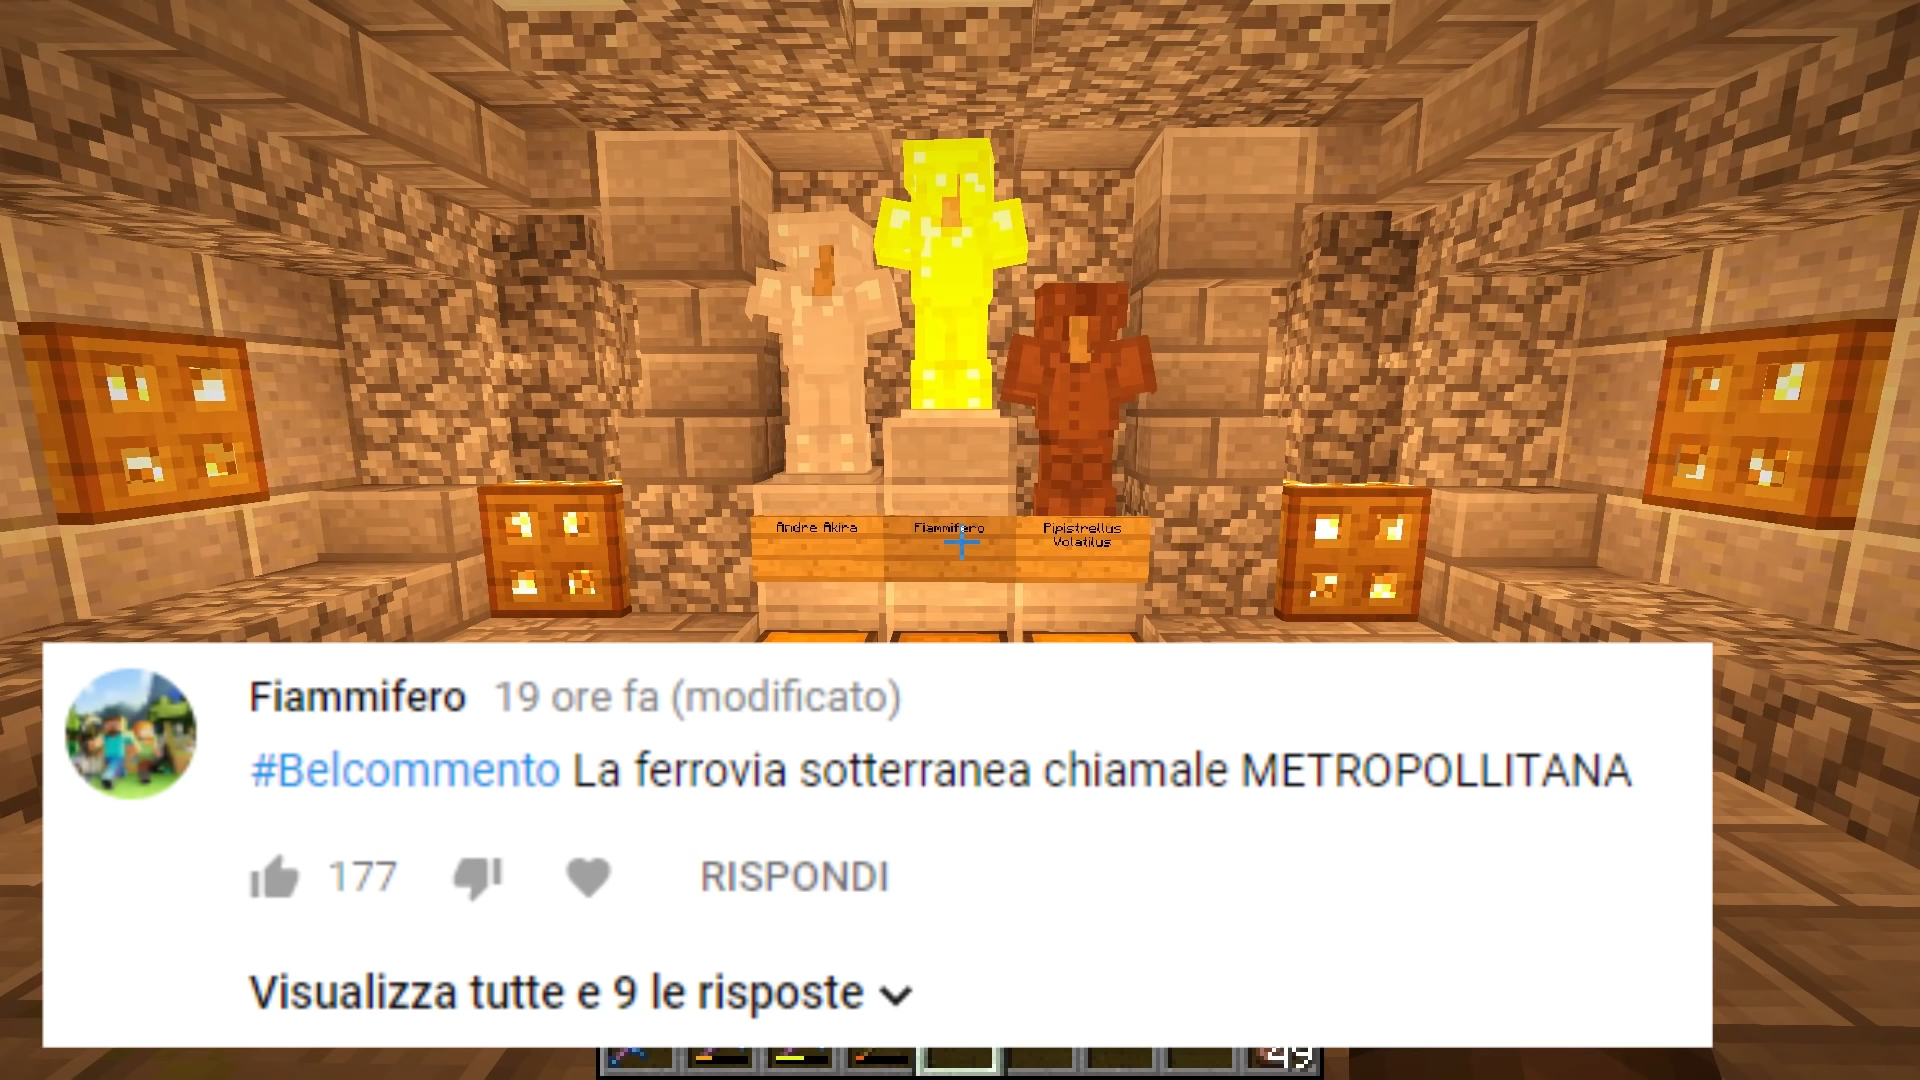 Andre Akira
Fiammifero
Pipistrellus
Volatilus
Fiammifero 19 ore fa (modificato)
#Belcommento La ferrovia sotterranea chiamale METROPOLLITANA
177 RISPONDI
Visualizza tutte e 9 le risposte
49